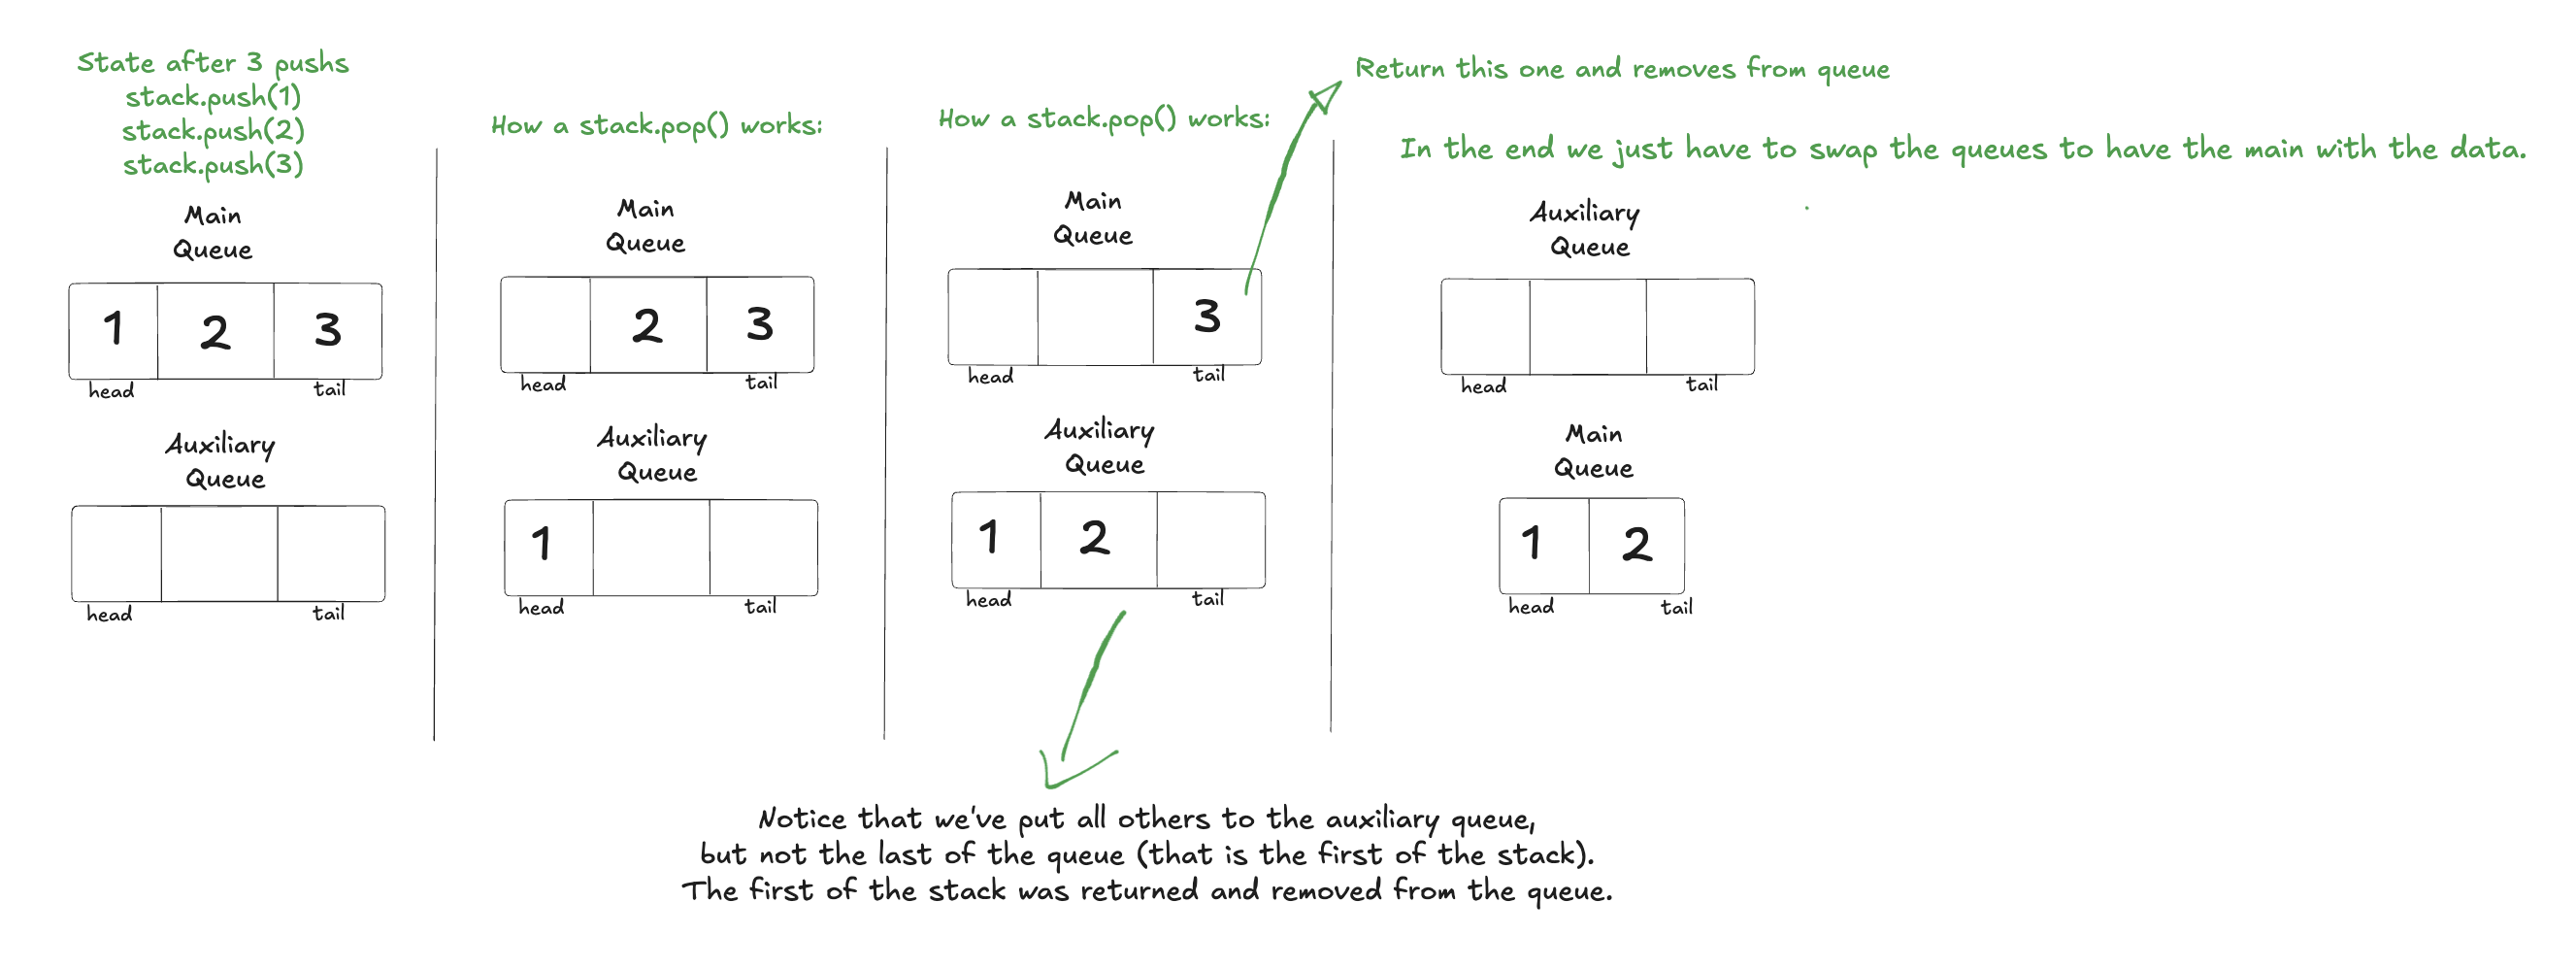 State after 3 pushs
stack.push(1)
stack.push(2)
stack.push(3)
Main
Queue
1 2 3
head tail
Auxiliary
Queue
head tail
How a stack.pop() works:
Main
Queue
2 3
head tail
Auxiliary
Queue
1
head tail
How a stack.pop() works:
Main
Queue
3
head tail
Auxiliary
Queue
1 2
head tail
Return this one and removes from queue
In the end we just have to swap the queues to have the main with the data.
Auxiliary
Queue
head tail
Main
Queue
1 2
head tail
Notice that we've put all others to the auxiliary queue,
but not the last of the queue (that is the first of the stack).
The first of the stack was returned and removed from the queue.